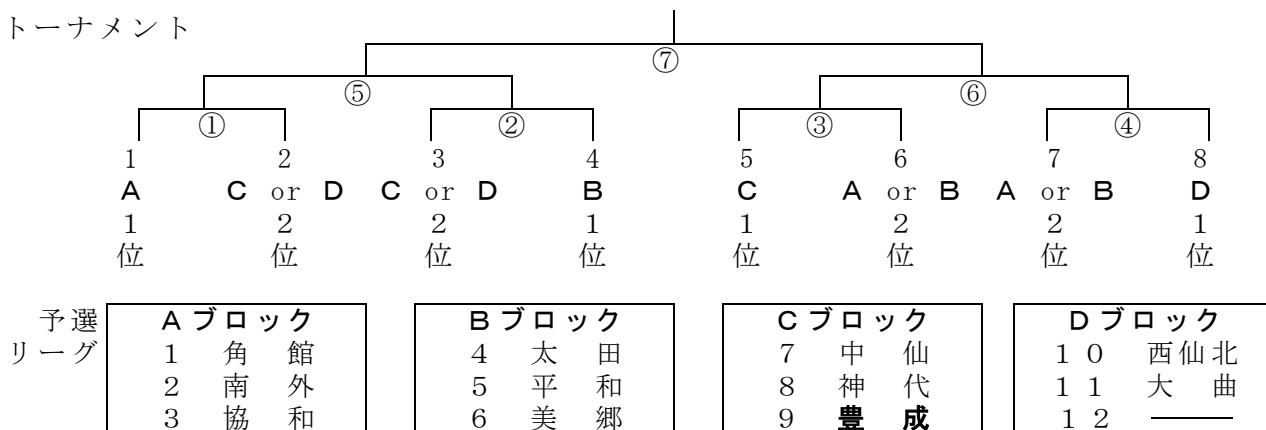 トーナメント
⑦
⑤ ⑥
① ② ③ ④
1 2 3 4 5 6 7 8
A C or D C or D B C A or B A or B D
1 2 2 1 1 2 2 1
位 位 位 位 位 位 位 位
予選 Aブロック Bブロック Cブロック Dブロック
リーグ 1 角館 4 太田 7 中仙 10 西仙北
2 南外 5 平和 8 神代 11 大曲
3 協和 6 美郷 9 豊成 12 ―――